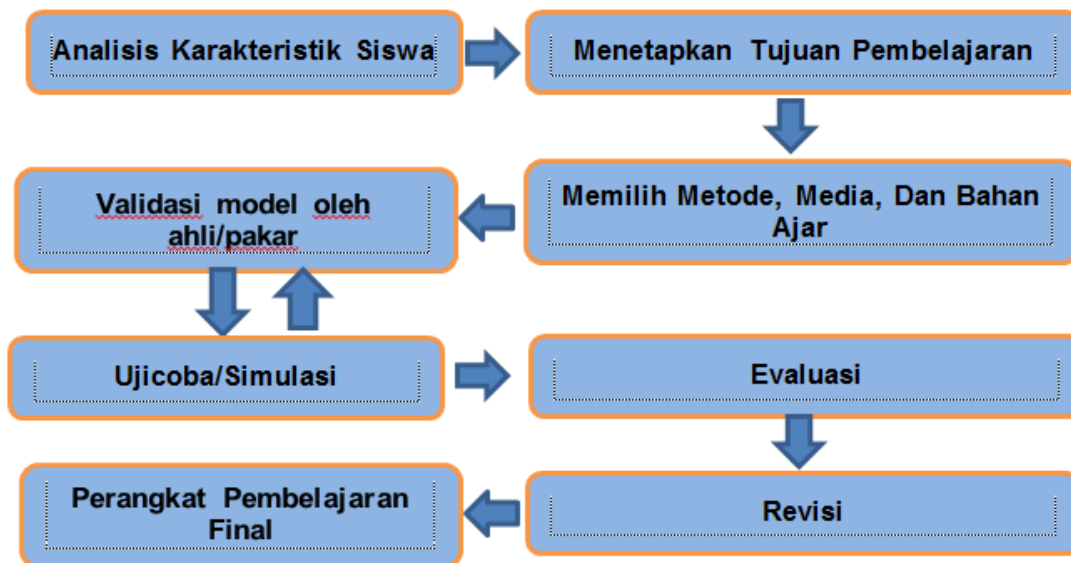 Analisis Karakteristik Siswa
Menetapkan Tujuan Pembelajaran
Memilih Metode, Media, Dan Bahan
Ajar
Validasi model oleh
ahli/pakar
Ujicoba/Simulasi
Evaluasi
Revisi
Perangkat Pembelajaran
Final